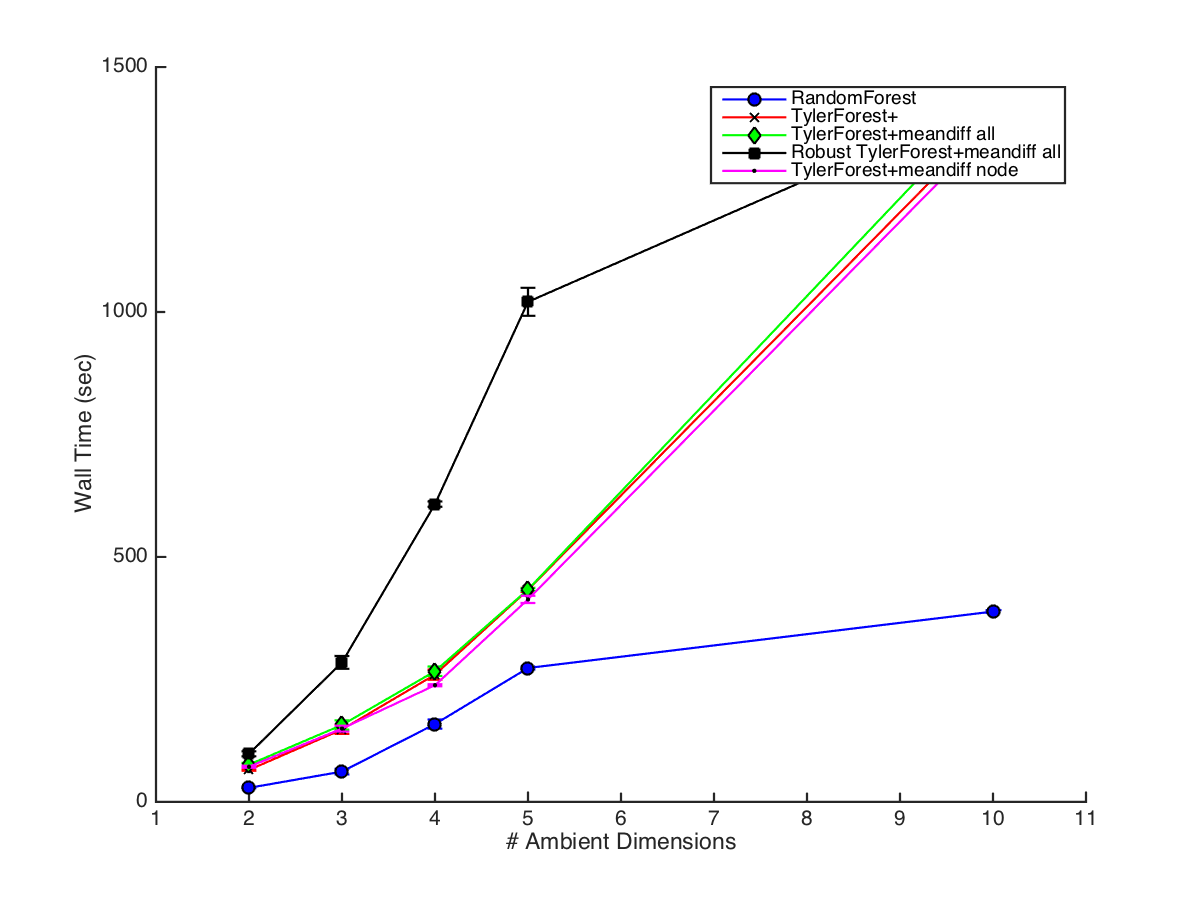 1500
1000
500
0
Wall Time (sec)
RandomForest
TylerForest+
TylerForest+meandiff all
Robust TylerForest+meandiff all
TylerForest+meandiff node
1 2 3 4 5 6 7 8 9 10 11
# Ambient Dimensions